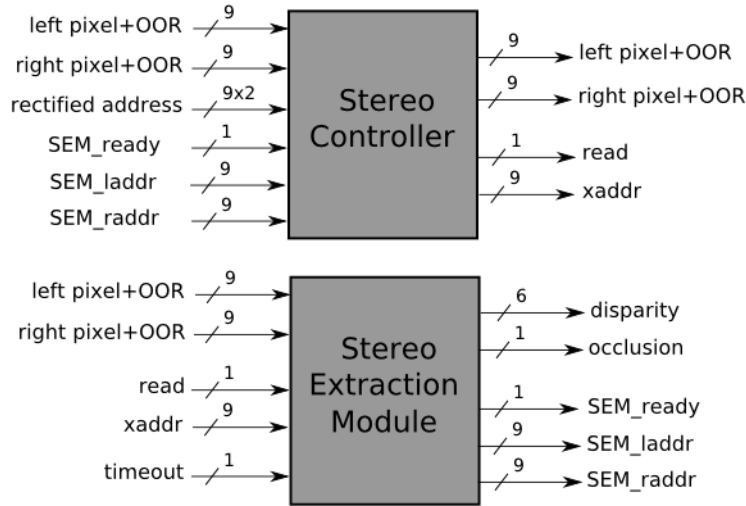 left pixel+OOR 9
right pixel+OOR 9
rectified address 9x2
SEM_ready 1
SEM_laddr 9
SEM_raddr 9
Stereo
Controller
9 left pixel+OOR
9 right pixel+OOR
1 read
9 xaddr
left pixel+OOR 9
right pixel+OOR 9
read 1
xaddr 9
timeout 1
Stereo
Extraction
Module
6 disparity
1 occlusion
1 SEM_ready
9 SEM_laddr
9 SEM_raddr